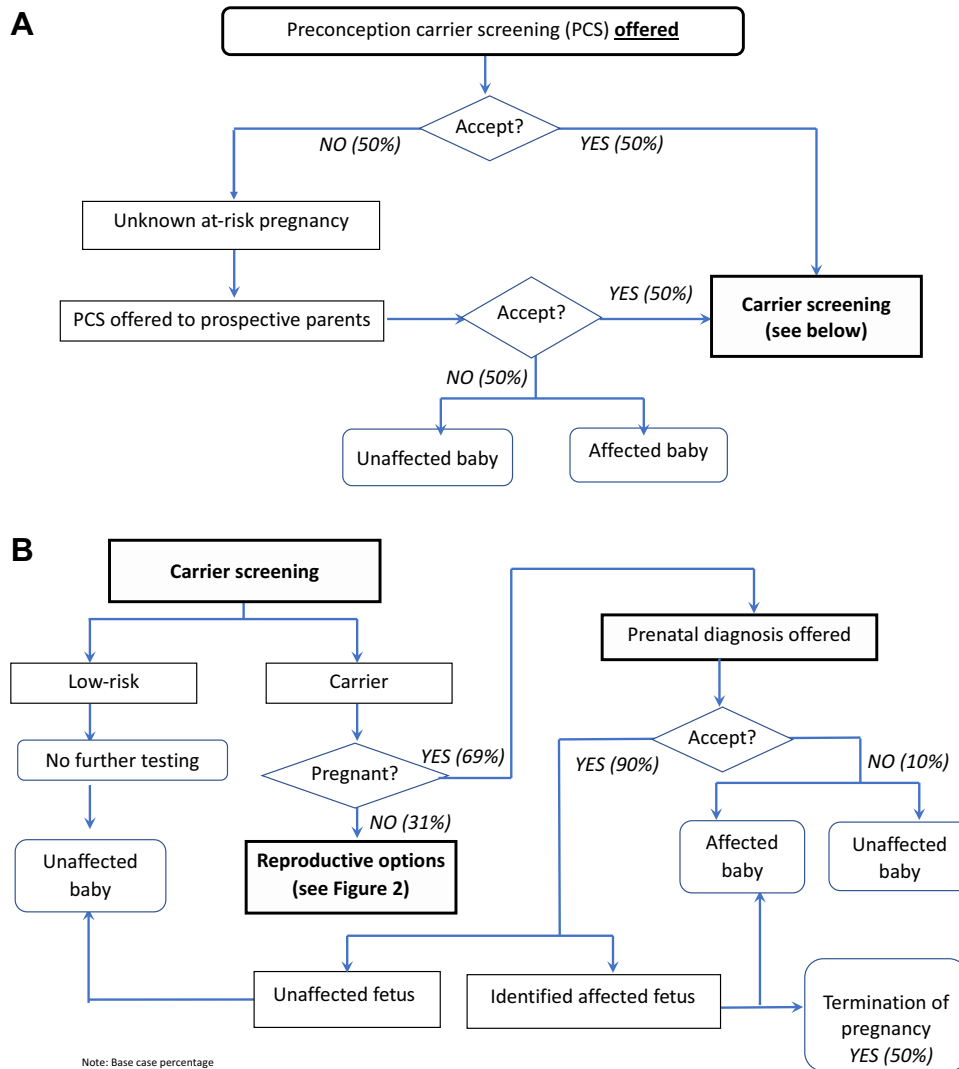 A
Preconception carrier screening (PCS) offered
Accept?
NO (50%)
YES (50%)
Unknown at-risk pregnancy
PCS offered to prospective parents
Accept?
YES (50%)
Carrier screening
(see below)
NO (50%)
Unaffected baby
Affected baby
B
Carrier screening
Prenatal diagnosis offered
Low-risk
Carrier
Accept?
No further testing
Pregnant?
YES (69%)
YES (90%)
NO (10%)
NO (31%)
Unaffected
baby
Reproductive options
(see Figure 2)
Affected
baby
Unaffected
baby
Unaffected fetus
Identified affected fetus
Termination of
pregnancy
YES (50%)
Note: Base case percentage